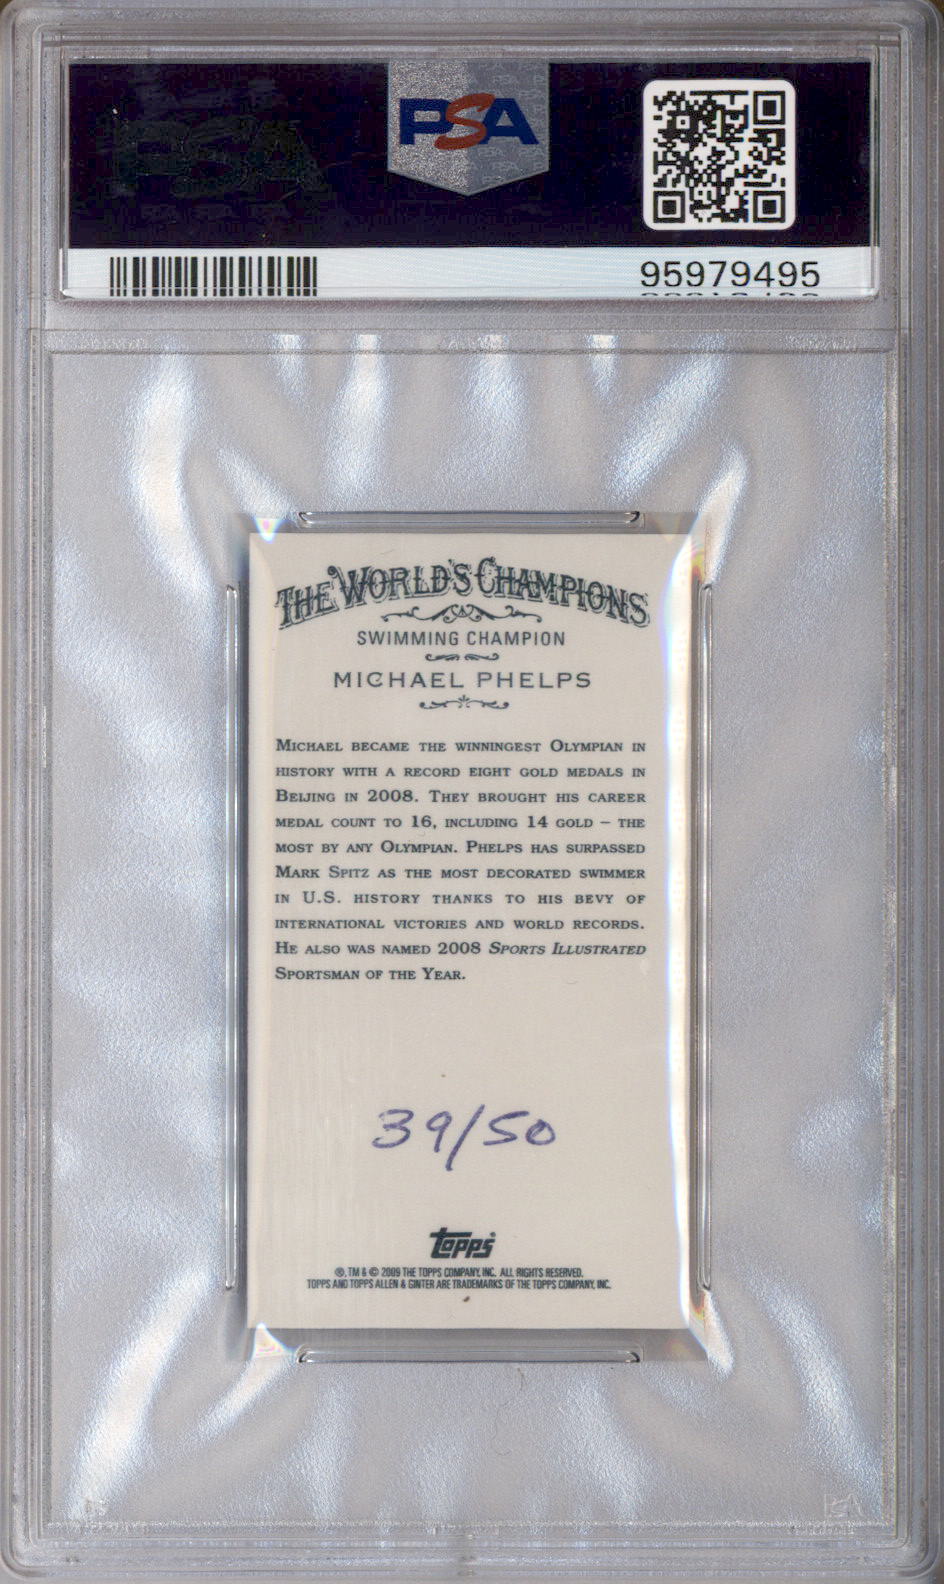 PSA
95979495
THE WORLD'S CHAMPIONS
SWIMMING CHAMPION
MICHAEL PHELPS
MICHAEL BECAME THE WINNINGEST OLYMPIAN IN
HISTORY WITH A RECORD EIGHT GOLD MEDALS IN
BEIJING IN 2008. THEY BROUGHT HIS CAREER
MEDAL COUNT TO 16, INCLUDING 14 GOLD – THE
MOST BY ANY OLYMPIAN. PHELPS HAS SURPASSED
MARK SPITZ AS THE MOST DECORATED SWIMMER
IN U.S. HISTORY THANKS TO HIS BEVY OF
INTERNATIONAL VICTORIES AND WORLD RECORDS.
HE ALSO WAS NAMED 2008 SPORTS ILLUSTRATED
SPORTSMAN OF THE YEAR.
39/50
topps
®, TM & © 2009 THE TOPPS COMPANY, INC. ALL RIGHTS RESERVED.
TOPPS AND TOPPS ALLEN & GINTER ARE TRADEMARKS OF THE TOPPS COMPANY, INC.
PSA